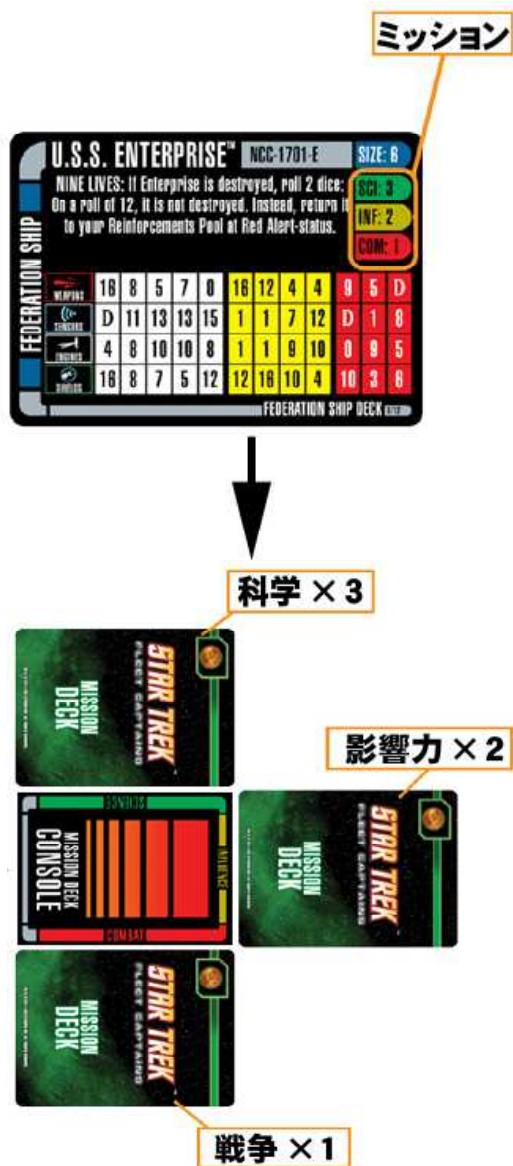 ミッション
U.S.S. ENTERPRISE™ NCC-1701-E SIZE: 6
NINE LIVES: If Enterprise is destroyed, roll 2 dice:
On a roll of 12, it is not destroyed. Instead, return it
to your Reinforcements Pool at Red Alert-status.
SCI: 3
INF: 2
COM: 1
FEDERATION SHIP
WEAPONS 16 8 5 7 0 16 12 4 4 9 5 D
SENSORS D 11 13 13 15 1 1 7 12 D 1 8
ENGINES 4 8 10 10 8 1 1 9 10 0 9 5
SHIELDS 16 8 7 5 12 12 16 10 4 10 3 6
FEDERATION SHIP DECK
科学×3
STAR TREK
FLEET CAPTAINS
MISSION
DECK
影響力×2
STAR TREK
FLEET CAPTAINS
MISSION
DECK
SCIENCE
INFLUENCE
COMBAT
MISSION DECK
CONSOLE
STAR TREK
FLEET CAPTAINS
MISSION
DECK
戦争×1